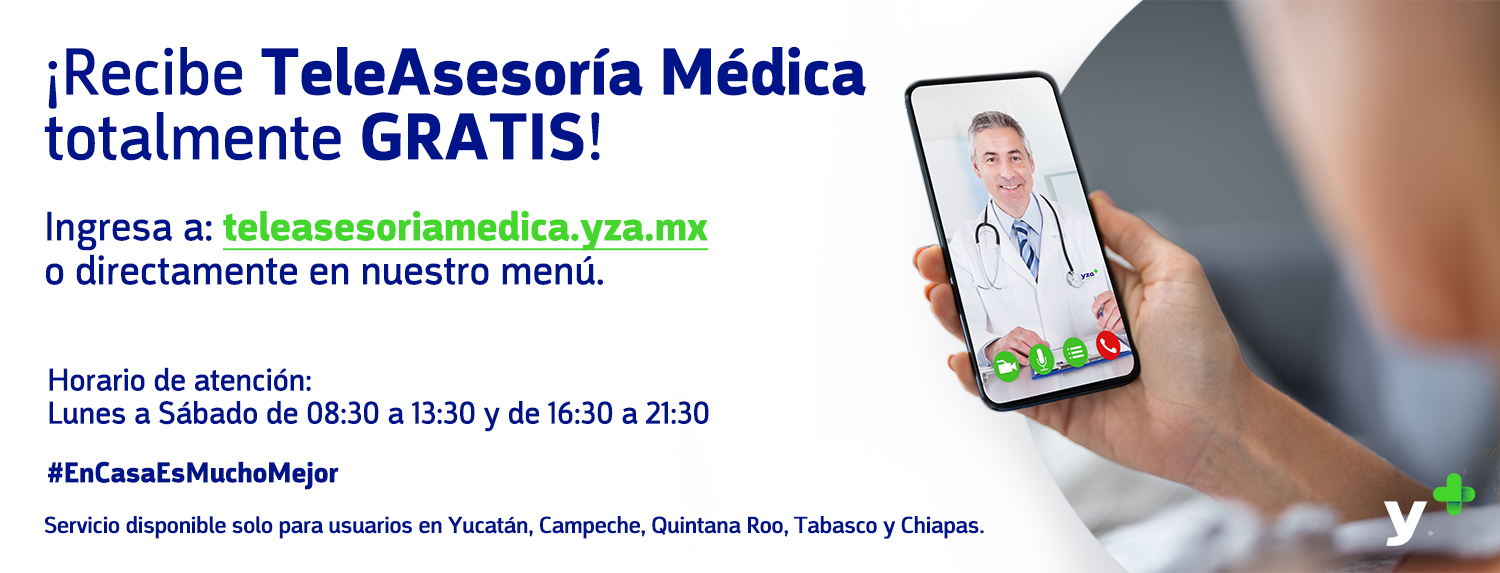 ¡Recibe TeleAsesoría Médica
totalmente GRATIS!
Ingresa a: teleasesoriamedica.yza.mx
o directamente en nuestro menú.
Horario de atención:
Lunes a Sábado de 08:30 a 13:30 y de 16:30 a 21:30
#EnCasaEsMuchoMejor
Servicio disponible solo para usuarios en Yucatán, Campeche, Quintana Roo, Tabasco y Chiapas.
yza+
y+